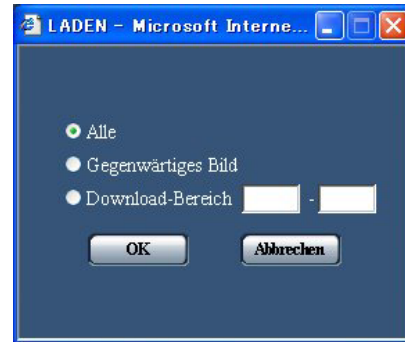 LADEN - Microsoft Interne...
Alle
Gegenwärtiges Bild
Download-Bereich -
OK Abbrechen